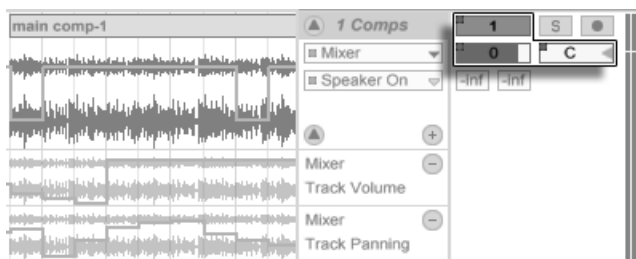 main comp-1
1 Comps
1
S
Mixer
0
C
Speaker On
-inf -inf
Mixer
Track Volume
Mixer
Track Panning